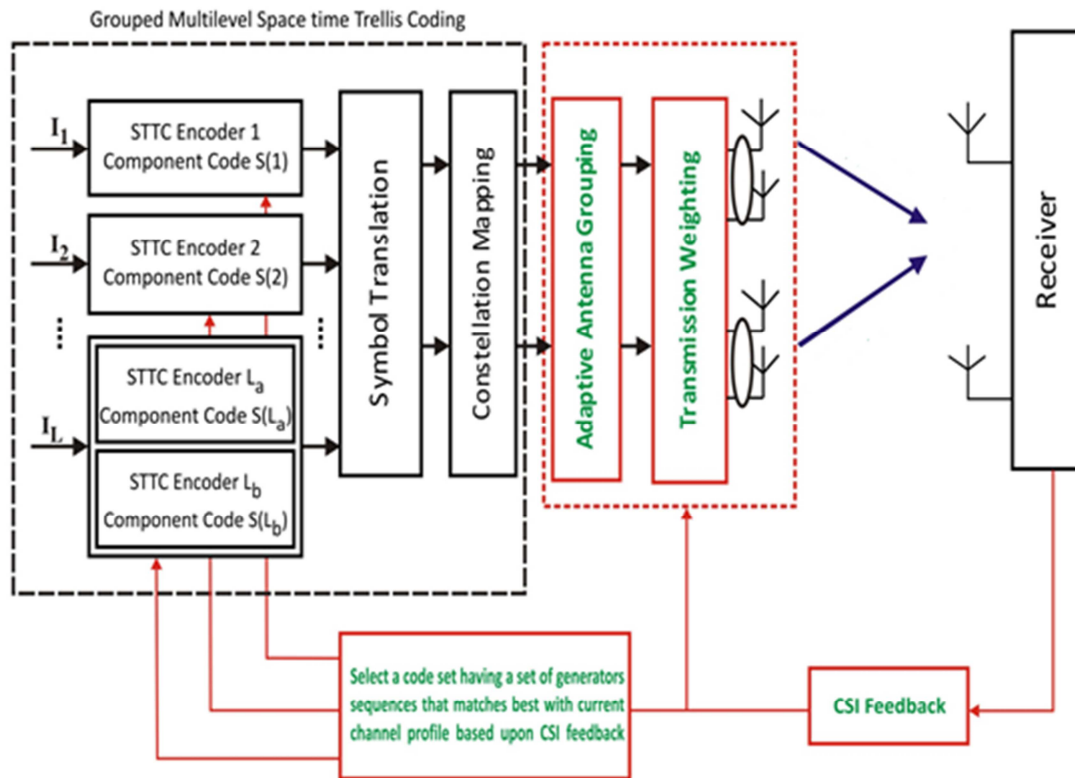 Grouped Multilevel Space time Trellis Coding
I1
STTC Encoder 1
Component Code S(1)
I2
STTC Encoder 2
Component Code S(2)
IL
STTC Encoder La
Component Code S(La)
STTC Encoder Lb
Component Code S(Lb)
Symbol Translation
Constellation Mapping
Adaptive Antenna Grouping
Transmission Weighting
Receiver
Select a code set having a set of generators
sequences that matches best with current
channel profile based upon CSI feedback
CSI Feedback